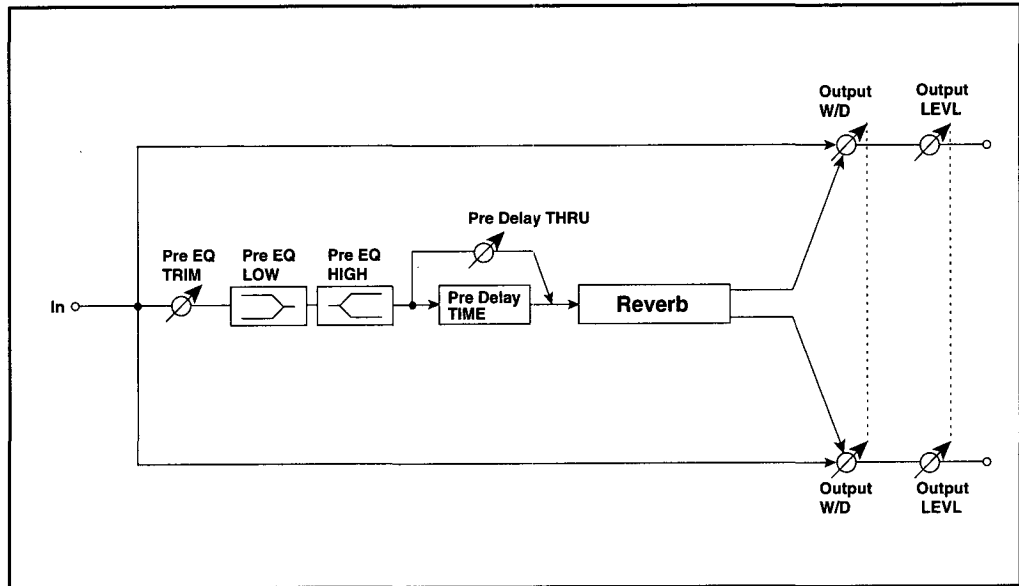 Output
W/D
Output
LEVL
Pre Delay THRU
Pre EQ
TRIM
Pre EQ
LOW
Pre EQ
HIGH
In
Pre Delay
TIME
Reverb
Output
W/D
Output
LEVL